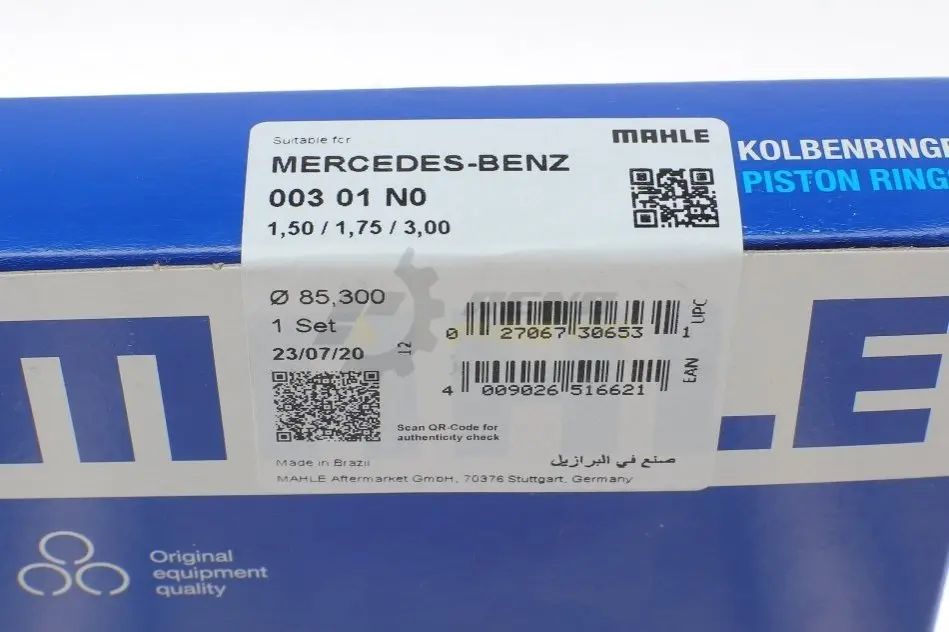 Suitable for
MAHLE
MERCEDES-BENZ
003 01 N0
1,50 / 1,75 / 3,00
KOLBENRINGE
PISTON RING
Ø 85,300
1 Set
23/07/20
12
0 27067 30653 1
UPC
4 009026 516621
EAN
Scan QR-Code for
authenticity check
Made in Brazil
صنع في البرازيل
MAHLE Aftermarket GmbH, 70376 Stuttgart, Germany
LE
Original
equipment
quality